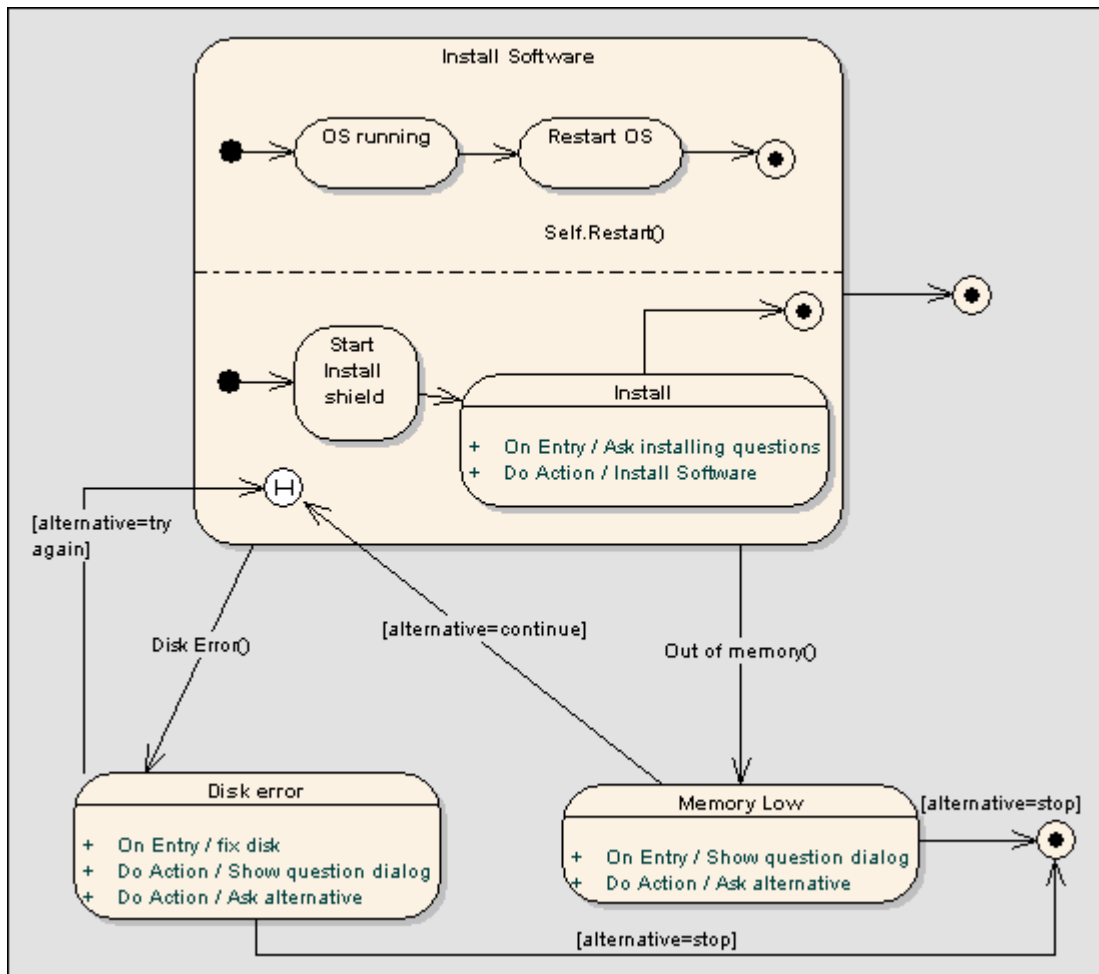 Install Software
OS running
Restart OS
Self.Restart()
Start
Install
shield
Install
+ On Entry / Ask installing questions
+ Do Action / Install Software
H
[alternative=try
again]
Disk Error()
[alternative=continue]
Out of memory()
Disk error
+ On Entry / fix disk
+ Do Action / Show question dialog
+ Do Action / Ask alternative
Memory Low
+ On Entry / Show question dialog
+ Do Action / Ask alternative
[alternative=stop]
[alternative=stop]